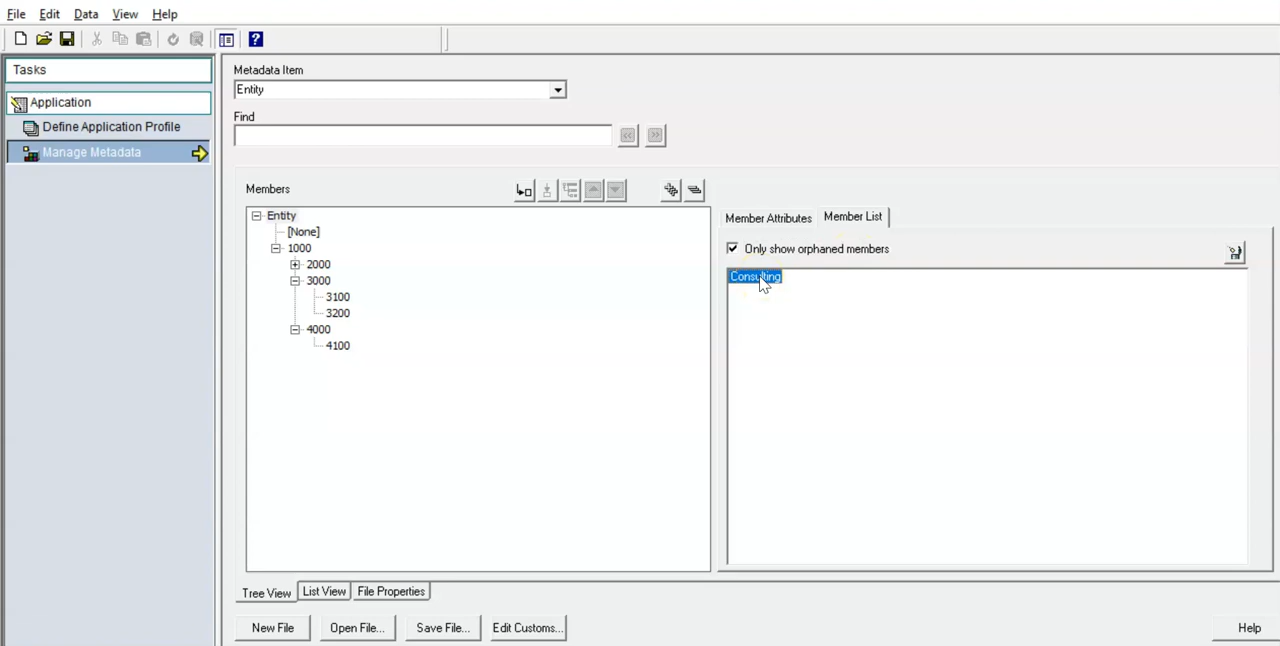 File Edit Data View Help
Tasks
Application
Define Application Profile
Manage Metadata
Metadata Item
Entity
Find
Members
Entity
[None]
1000
2000
3000
3100
3200
4000
4100
Member Attributes Member List
Only show orphaned members
Consulting
Tree View List View File Properties
New File Open File... Save File... Edit Customs... Help